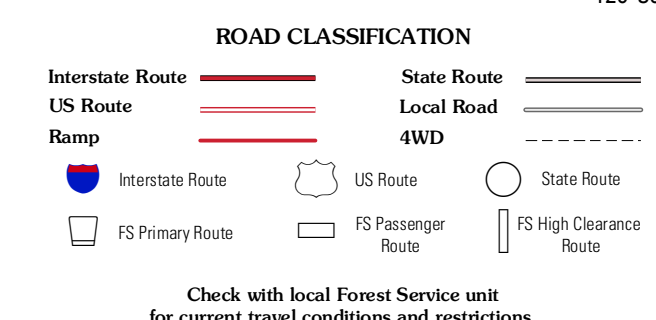 ROAD CLASSIFICATION
Interstate Route
State Route
US Route
Local Road
Ramp
4WD
Interstate Route
US Route
State Route
FS Primary Route
FS Passenger
Route
FS High Clearance
Route
Check with local Forest Service unit
for current travel conditions and restrictions